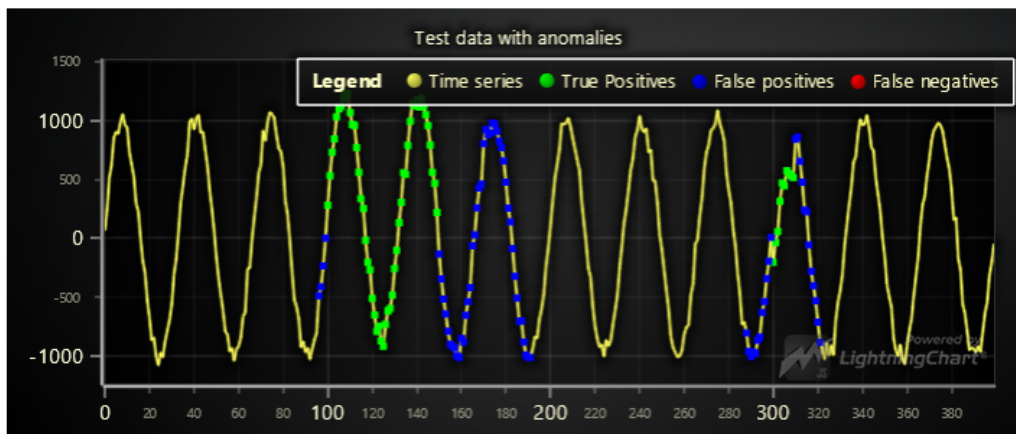 Test data with anomalies
Legend Time series True Positives False positives False negatives
1500
1000
500
0
-500
-1000
Powered by
LightningChart®
0 20 40 60 80 100 120 140 160 180 200 220 240 260 280 300 320 340 360 380